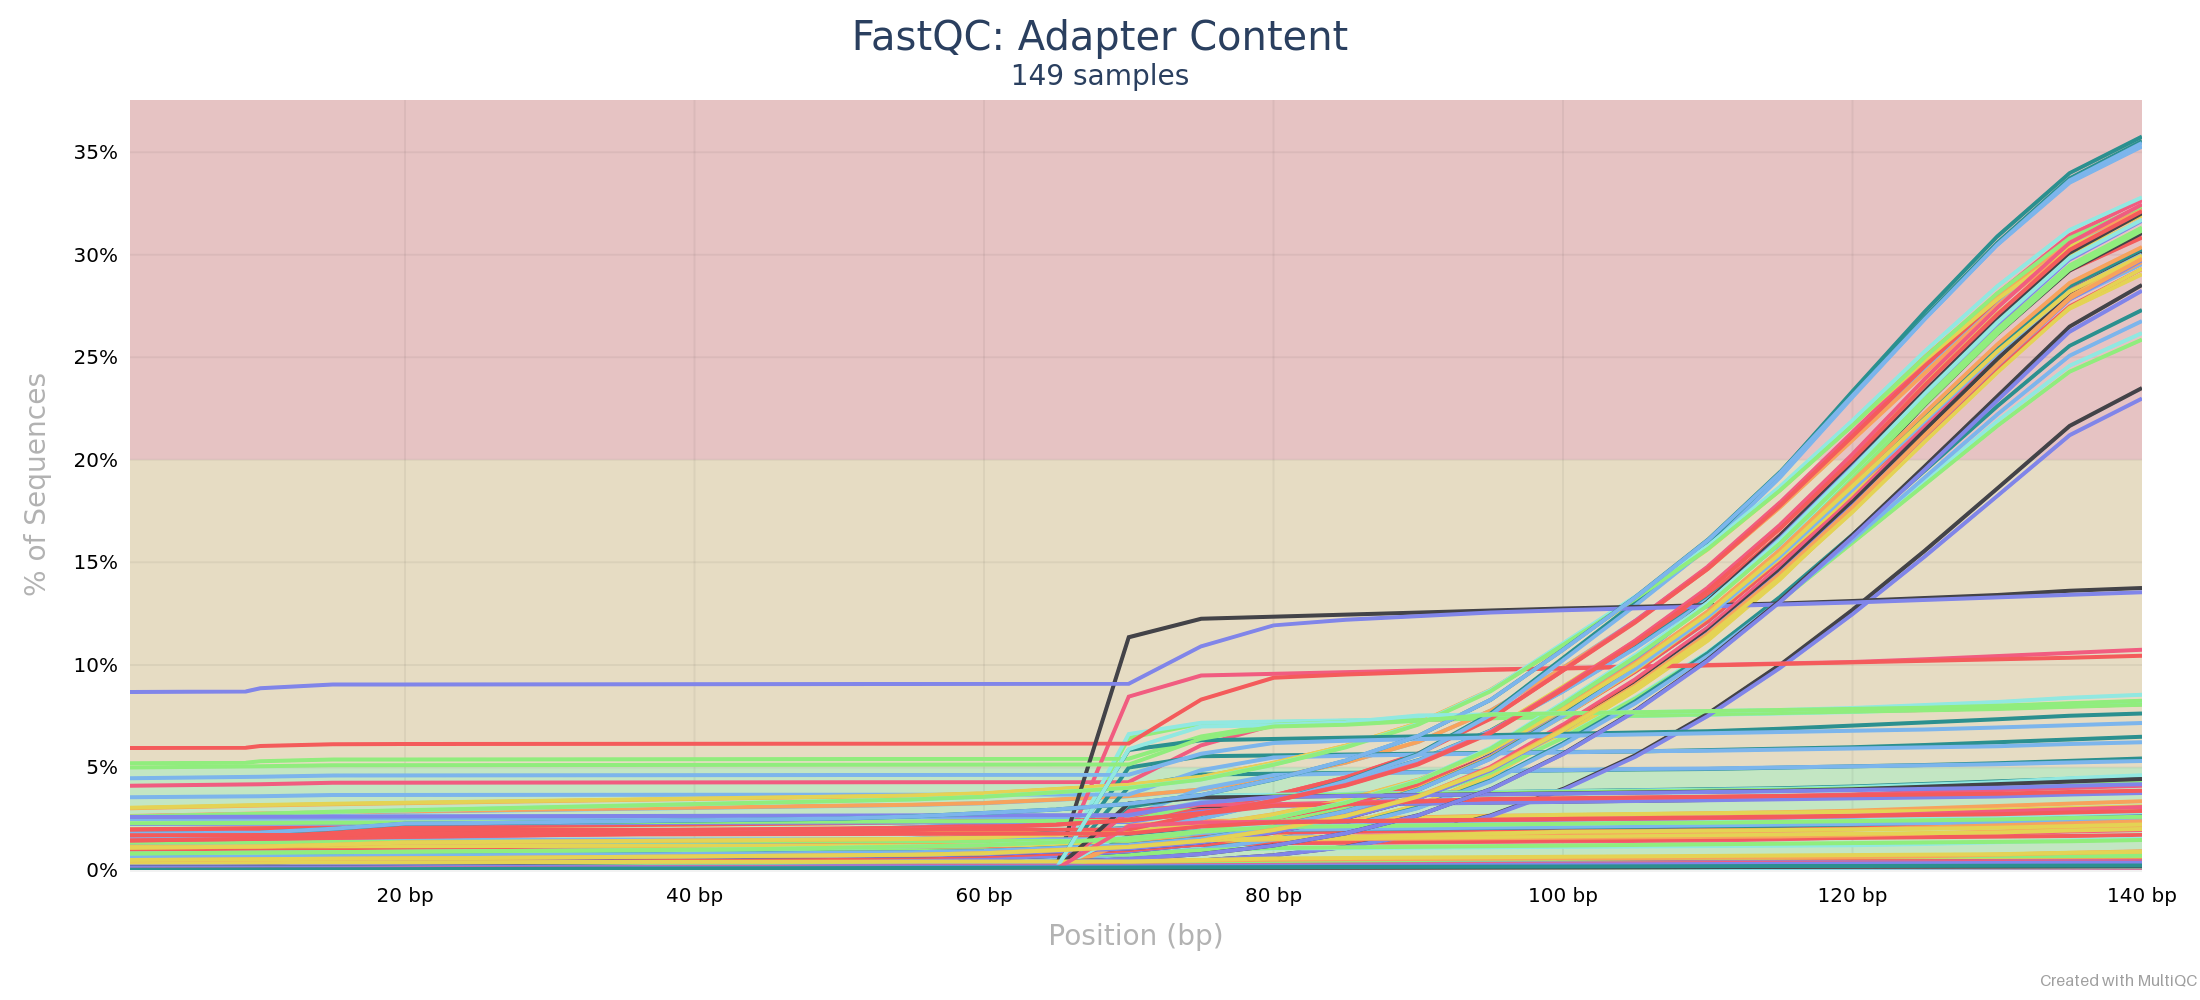 FastQC: Adapter Content
149 samples
% of Sequences
35%
30%
25%
20%
15%
10%
5%
0%
20 bp
40 bp
60 bp
80 bp
100 bp
120 bp
140 bp
Position (bp)
Created with MultiQC